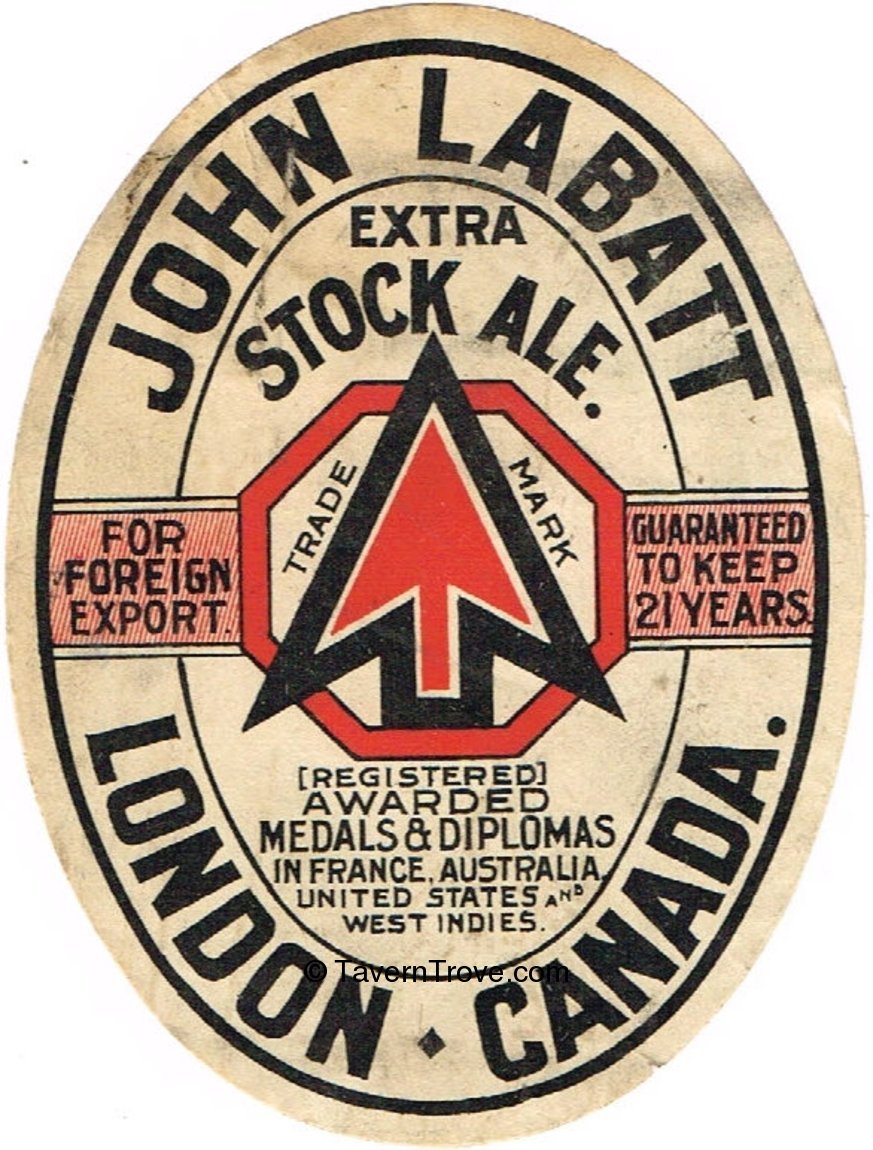 JOHN LABATT
EXTRA
STOCK ALE.
TRADE MARK
FOR
FOREIGN
EXPORT.
GUARANTEED
TO KEEP
21 YEARS.
[REGISTERED]
AWARDED
MEDALS & DIPLOMAS
IN FRANCE, AUSTRALIA,
UNITED STATES AND
WEST INDIES.
© TavernTrove.com
LONDON · CANADA.